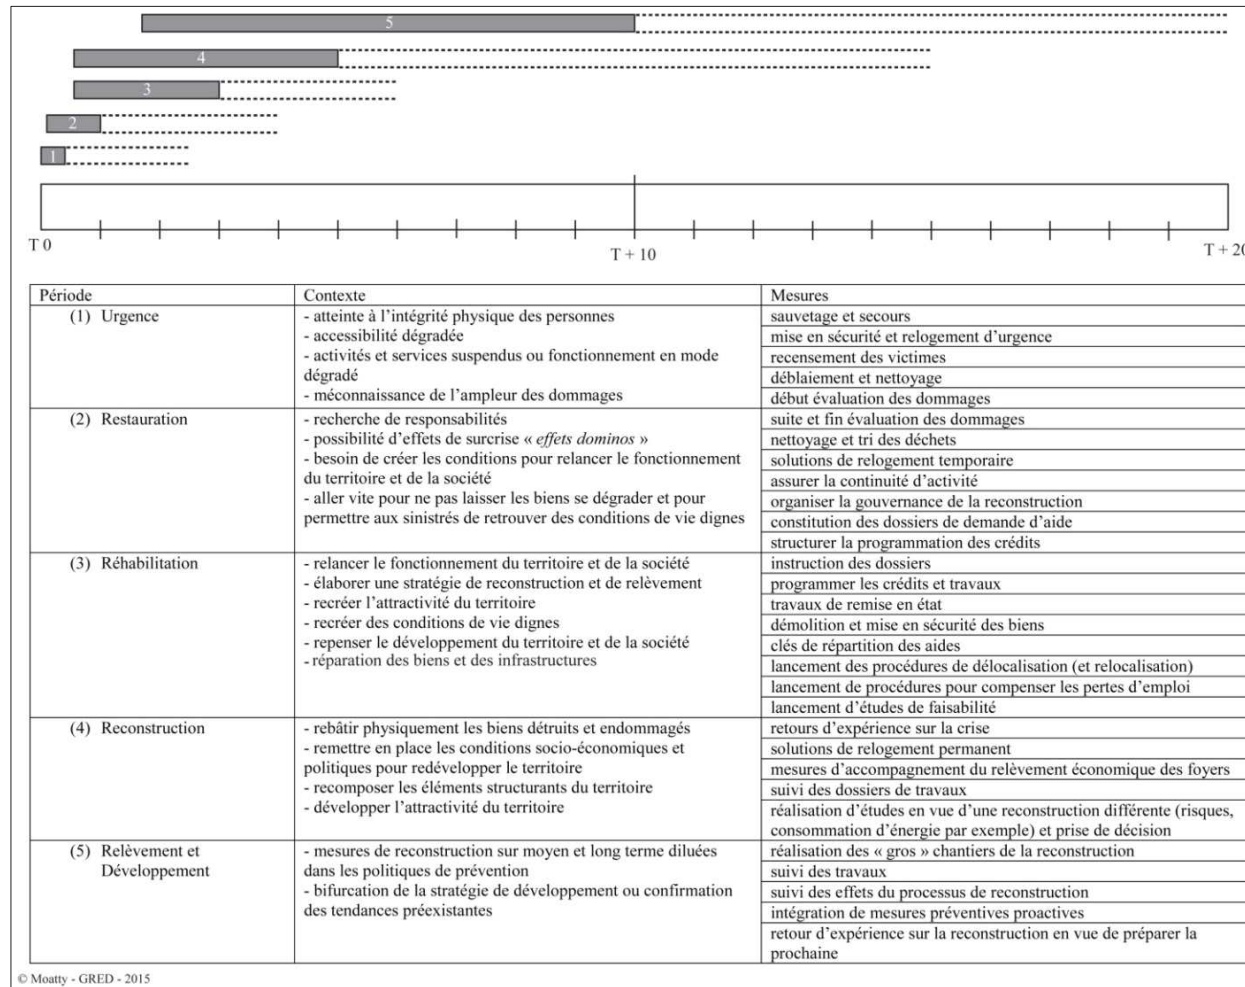 5
4
3
2
1
T 0
T + 10
T + 20
Période
Contexte
Mesures
(1) Urgence
- atteinte à l'intégrité physique des personnes
- accessibilité dégradée
- activités et services suspendus ou fonctionnement en mode
dégradé
- méconnaissance de l'ampleur des dommages
sauvetage et secours
mise en sécurité et relogement d'urgence
recensement des victimes
déblaiement et nettoyage
début évaluation des dommages
(2) Restauration
- recherche de responsabilités
- possibilité d'effets de surcrise « effets dominos »
- besoin de créer les conditions pour relancer le fonctionnement
du territoire et de la société
- aller vite pour ne pas laisser les biens se dégrader et pour
permettre aux sinistrés de retrouver des conditions de vie dignes
suite et fin évaluation des dommages
nettoyage et tri des déchets
solutions de relogement temporaire
assurer la continuité d'activité
organiser la gouvernance de la reconstruction
constitution des dossiers de demande d'aide
structurer la programmation des crédits
(3) Réhabilitation
- relancer le fonctionnement du territoire et de la société
- élaborer une stratégie de reconstruction et de relèvement
- recréer l'attractivité du territoire
- recréer des conditions de vie dignes
- repenser le développement du territoire et de la société
- réparation des biens et des infrastructures
instruction des dossiers
programmer les crédits et travaux
travaux de remise en état
démolition et mise en sécurité des biens
clés de répartition des aides
lancement des procédures de délocalisation (et relocalisation)
lancement de procédures pour compenser les pertes d'emploi
lancement d'études de faisabilité
(4) Reconstruction
- rebâtir physiquement les biens détruits et endommagés
- remettre en place les conditions socio-économiques et
politiques pour redévelopper le territoire
- recomposer les éléments structurants du territoire
- développer l'attractivité du territoire
retours d'expérience sur la crise
solutions de relogement permanent
mesures d'accompagnement du relèvement économique des foyers
suivi des dossiers de travaux
réalisation d'études en vue d'une reconstruction différente (risques,
consommation d'énergie par exemple) et prise de décision
(5) Relèvement et
Développement
- mesures de reconstruction sur moyen et long terme diluées
dans les politiques de prévention
- bifurcation de la stratégie de développement ou confirmation
des tendances préexistantes
réalisation des « gros » chantiers de la reconstruction
suivi des travaux
suivi des effets du processus de reconstruction
intégration de mesures préventives proactives
retour d'expérience sur la reconstruction en vue de préparer la
prochaine
© Moatty - GRED - 2015